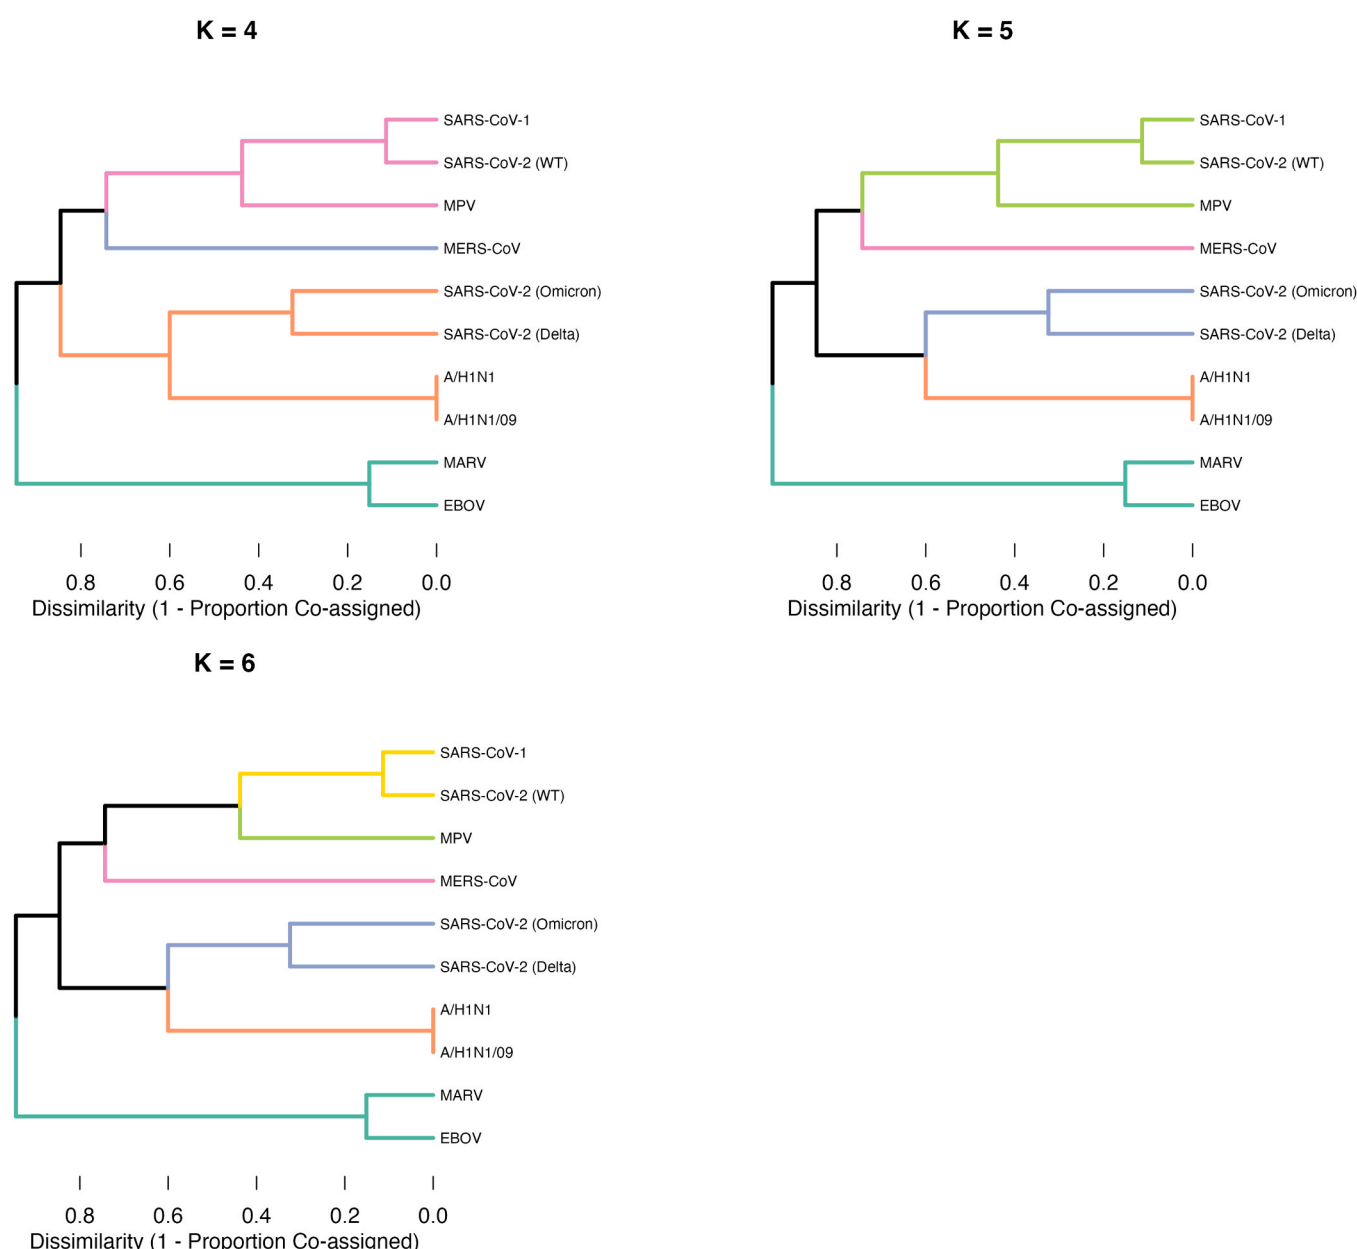 K = 4
SARS-CoV-1
SARS-CoV-2 (WT)
MPV
MERS-CoV
SARS-CoV-2 (Omicron)
SARS-CoV-2 (Delta)
A/H1N1
A/H1N1/09
MARV
EBOV
0.8 0.6 0.4 0.2 0.0
Dissimilarity (1 - Proportion Co-assigned)
K = 5
SARS-CoV-1
SARS-CoV-2 (WT)
MPV
MERS-CoV
SARS-CoV-2 (Omicron)
SARS-CoV-2 (Delta)
A/H1N1
A/H1N1/09
MARV
EBOV
0.8 0.6 0.4 0.2 0.0
Dissimilarity (1 - Proportion Co-assigned)
K = 6
SARS-CoV-1
SARS-CoV-2 (WT)
MPV
MERS-CoV
SARS-CoV-2 (Omicron)
SARS-CoV-2 (Delta)
A/H1N1
A/H1N1/09
MARV
EBOV
0.8 0.6 0.4 0.2 0.0
Dissimilarity (1 - Proportion Co-assigned)